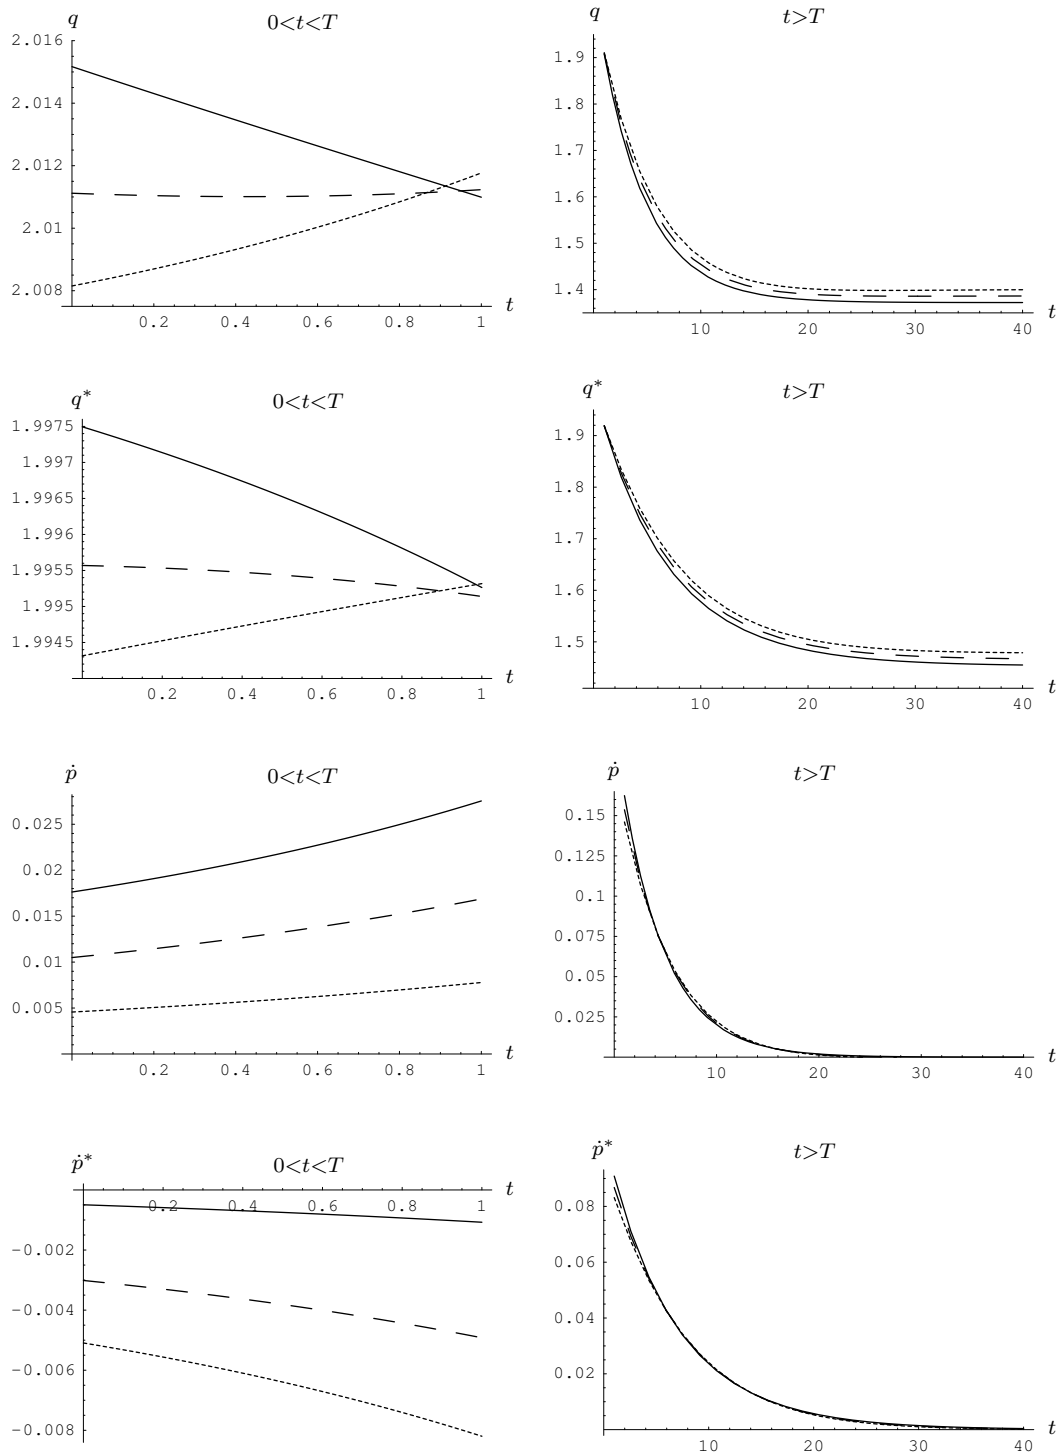 q 0<t<T
2.016
2.014
2.012
2.01
2.008
0.2 0.4 0.6 0.8 1 t
q t>T
1.9
1.8
1.7
1.6
1.5
1.4
10 20 30 40 t
q* 0<t<T
1.9975
1.997
1.9965
1.996
1.9955
1.995
1.9945
0.2 0.4 0.6 0.8 1 t
q* t>T
1.9
1.8
1.7
1.6
1.5
10 20 30 40 t
ṗ 0<t<T
0.025
0.02
0.015
0.01
0.005
0.2 0.4 0.6 0.8 1 t
ṗ t>T
0.15
0.125
0.1
0.075
0.05
0.025
10 20 30 40 t
ṗ* 0<t<T
0.2 0.4 0.6 0.8 1 t
−0.002
−0.004
−0.006
−0.008
ṗ* t>T
0.08
0.06
0.04
0.02
10 20 30 40 t